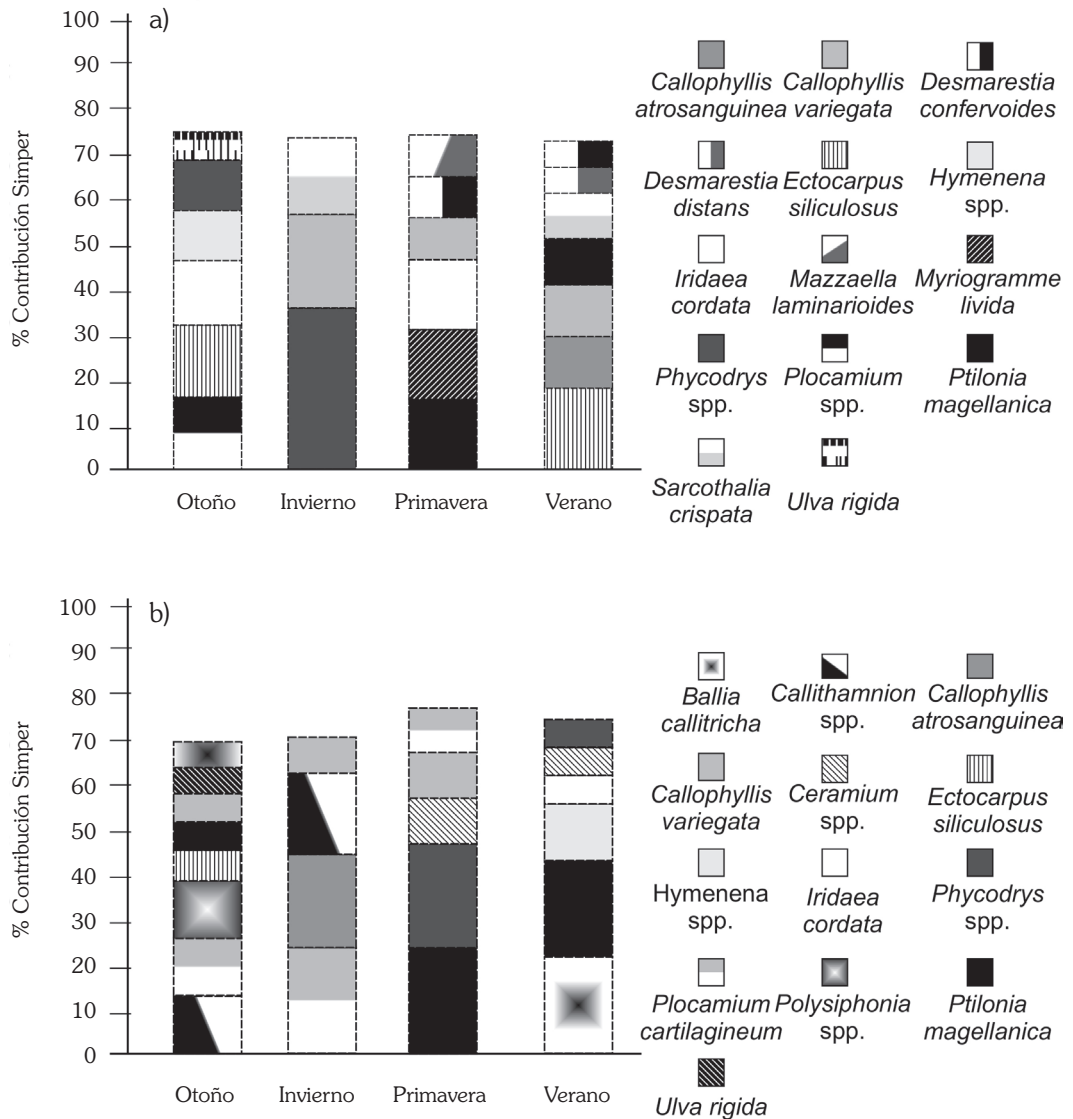 a)
% Contribución Simper
100
90
80
70
60
50
40
30
20
10
0
Otoño Invierno Primavera Verano
Callophyllis atrosanguinea
Callophyllis variegata
Desmarestia confervoides
Desmarestia distans
Ectocarpus siliculosus
Hymenena spp.
Iridaea cordata
Mazzaella laminarioides
Myriogramme livida
Phycodrys spp.
Plocamium spp.
Ptilonia magellanica
Sarcothalia crispata
Ulva rigida
b)
% Contribución Simper
100
90
80
70
60
50
40
30
20
10
0
Otoño Invierno Primavera Verano
Ballia callitricha
Callithamnion spp.
Callophyllis atrosanguinea
Callophyllis variegata
Ceramium spp.
Ectocarpus siliculosus
Hymenena spp.
Iridaea cordata
Phycodrys spp.
Plocamium cartilagineum
Polysiphonia spp.
Ptilonia magellanica
Ulva rigida